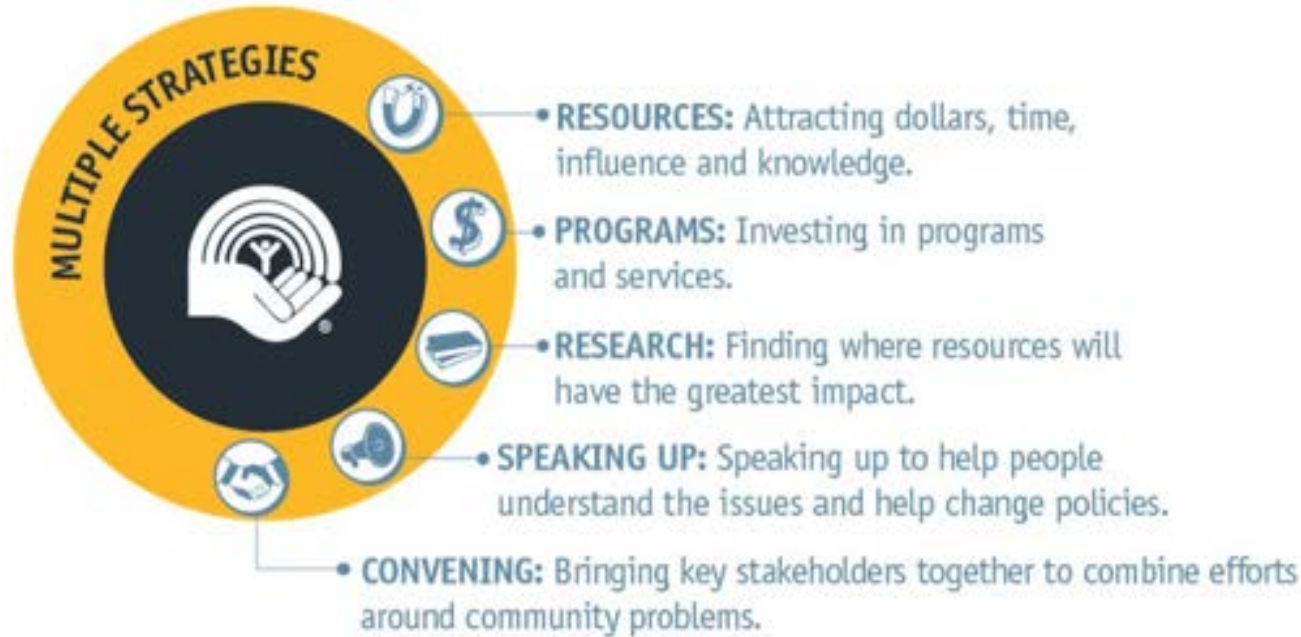 MULTIPLE STRATEGIES
RESOURCES: Attracting dollars, time,
influence and knowledge.
PROGRAMS: Investing in programs
and services.
RESEARCH: Finding where resources will
have the greatest impact.
SPEAKING UP: Speaking up to help people
understand the issues and help change policies.
CONVENING: Bringing key stakeholders together to combine efforts
around community problems.